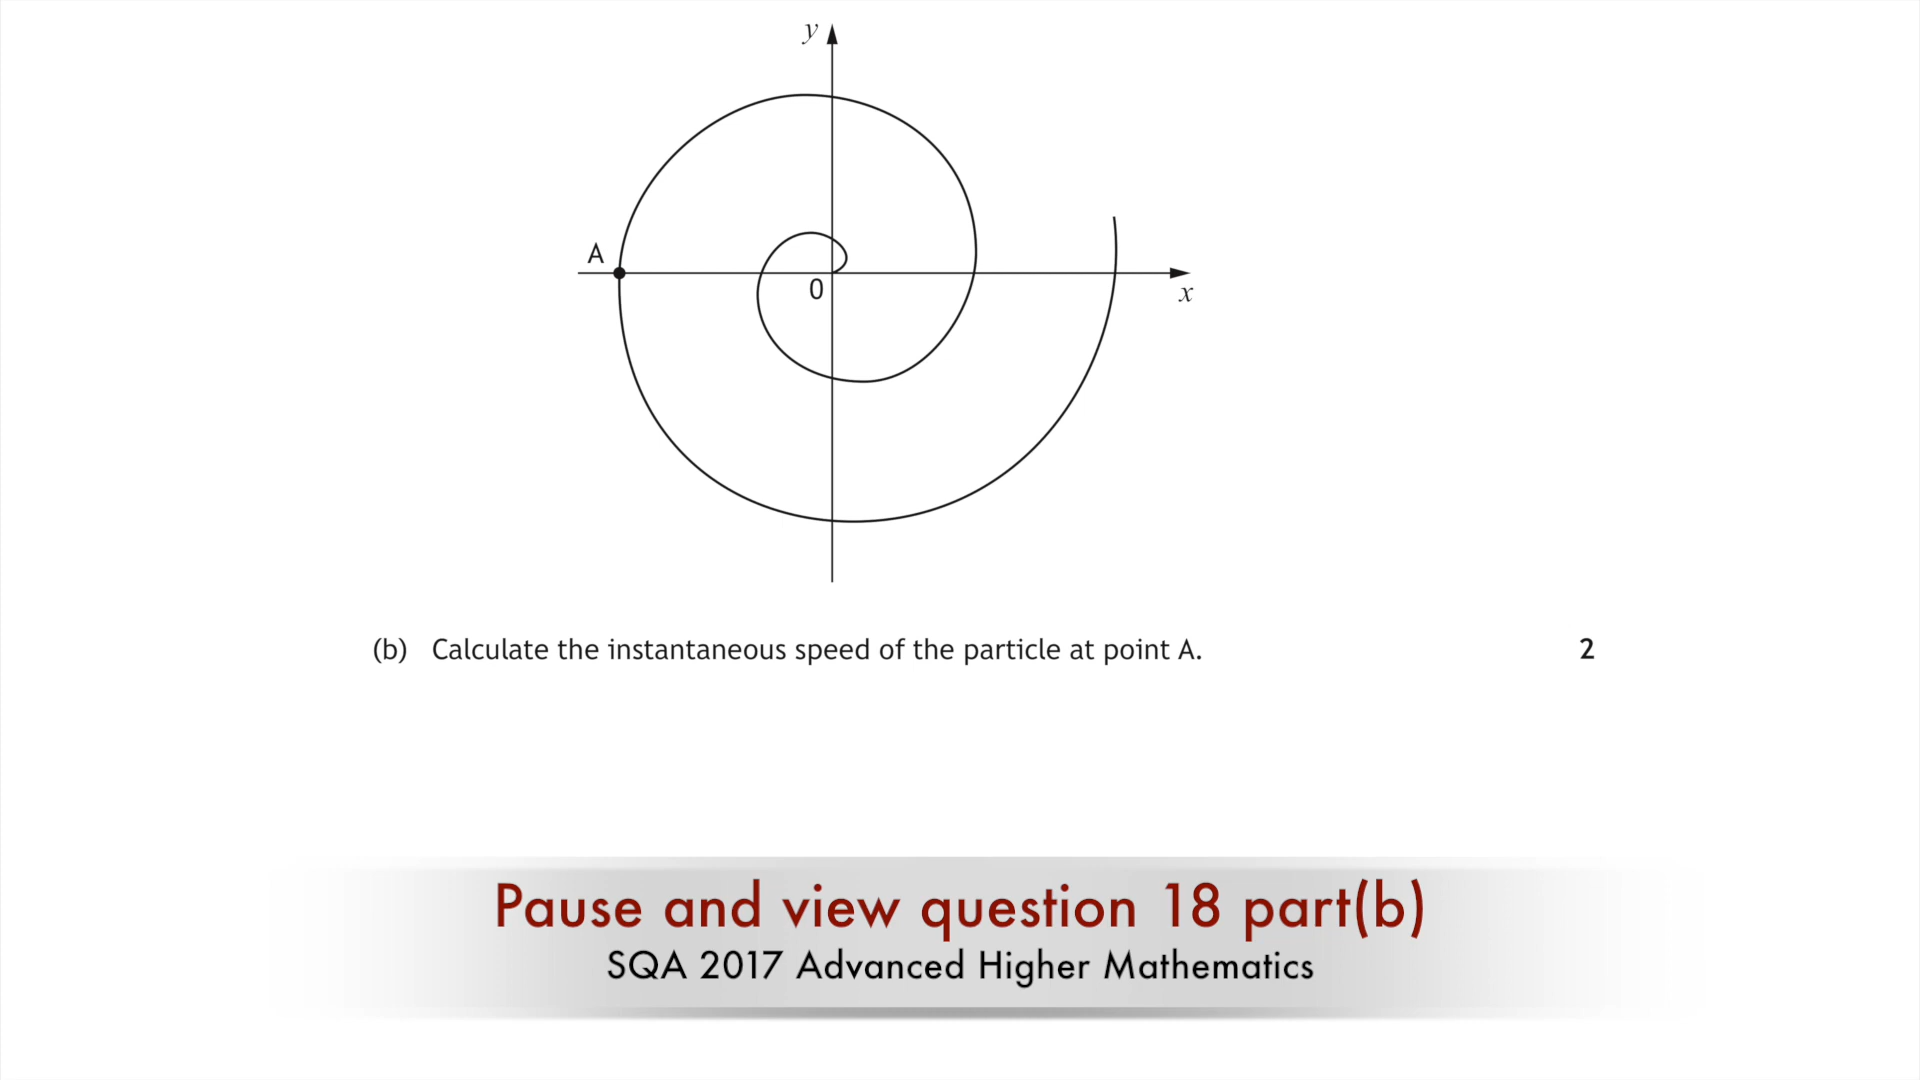 y
A
0
x
(b) Calculate the instantaneous speed of the particle at point A. 2
Pause and view question 18 part(b)
SQA 2017 Advanced Higher Mathematics